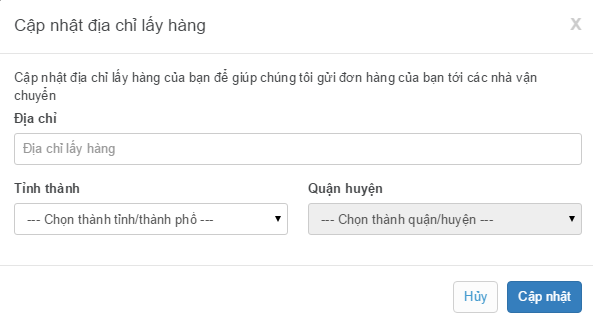 Cập nhật địa chỉ lấy hàng
X
Cập nhật địa chỉ lấy hàng của bạn để giúp chúng tôi gửi đơn hàng của bạn tới các nhà vận
chuyển
Địa chỉ
Địa chỉ lấy hàng
Tỉnh thành
Quận huyện
--- Chọn thành tỉnh/thành phố ---
--- Chọn thành quận/huyện ---
Hủy
Cập nhật